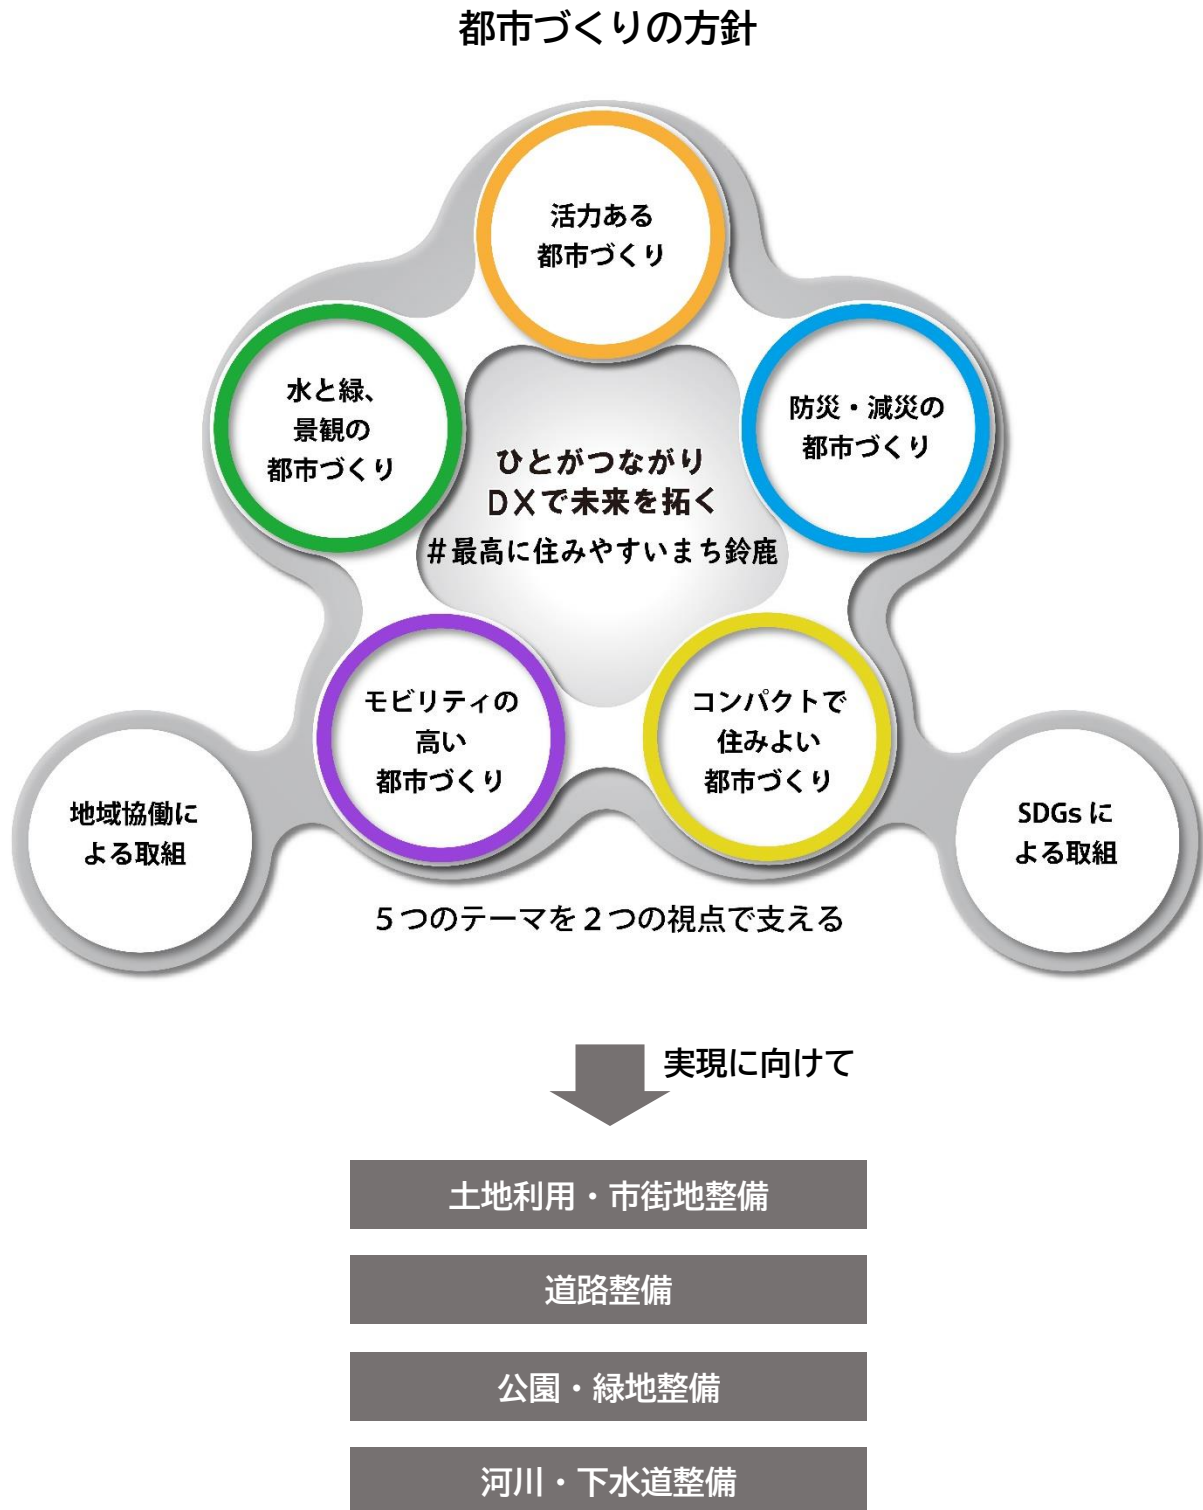 都市づくりの方針
活力ある
都市づくり
水と緑、
景観の
都市づくり
防災・減災の
都市づくり
ひとがつながり
DXで未来を拓く
#最高に住みやすいまち鈴鹿
モビリティの
高い
都市づくり
コンパクトで
住みよい
都市づくり
地域協働に
よる取組
SDGsに
よる取組
５つのテーマを２つの視点で支える
実現に向けて
土地利用・市街地整備
道路整備
公園・緑地整備
河川・下水道整備